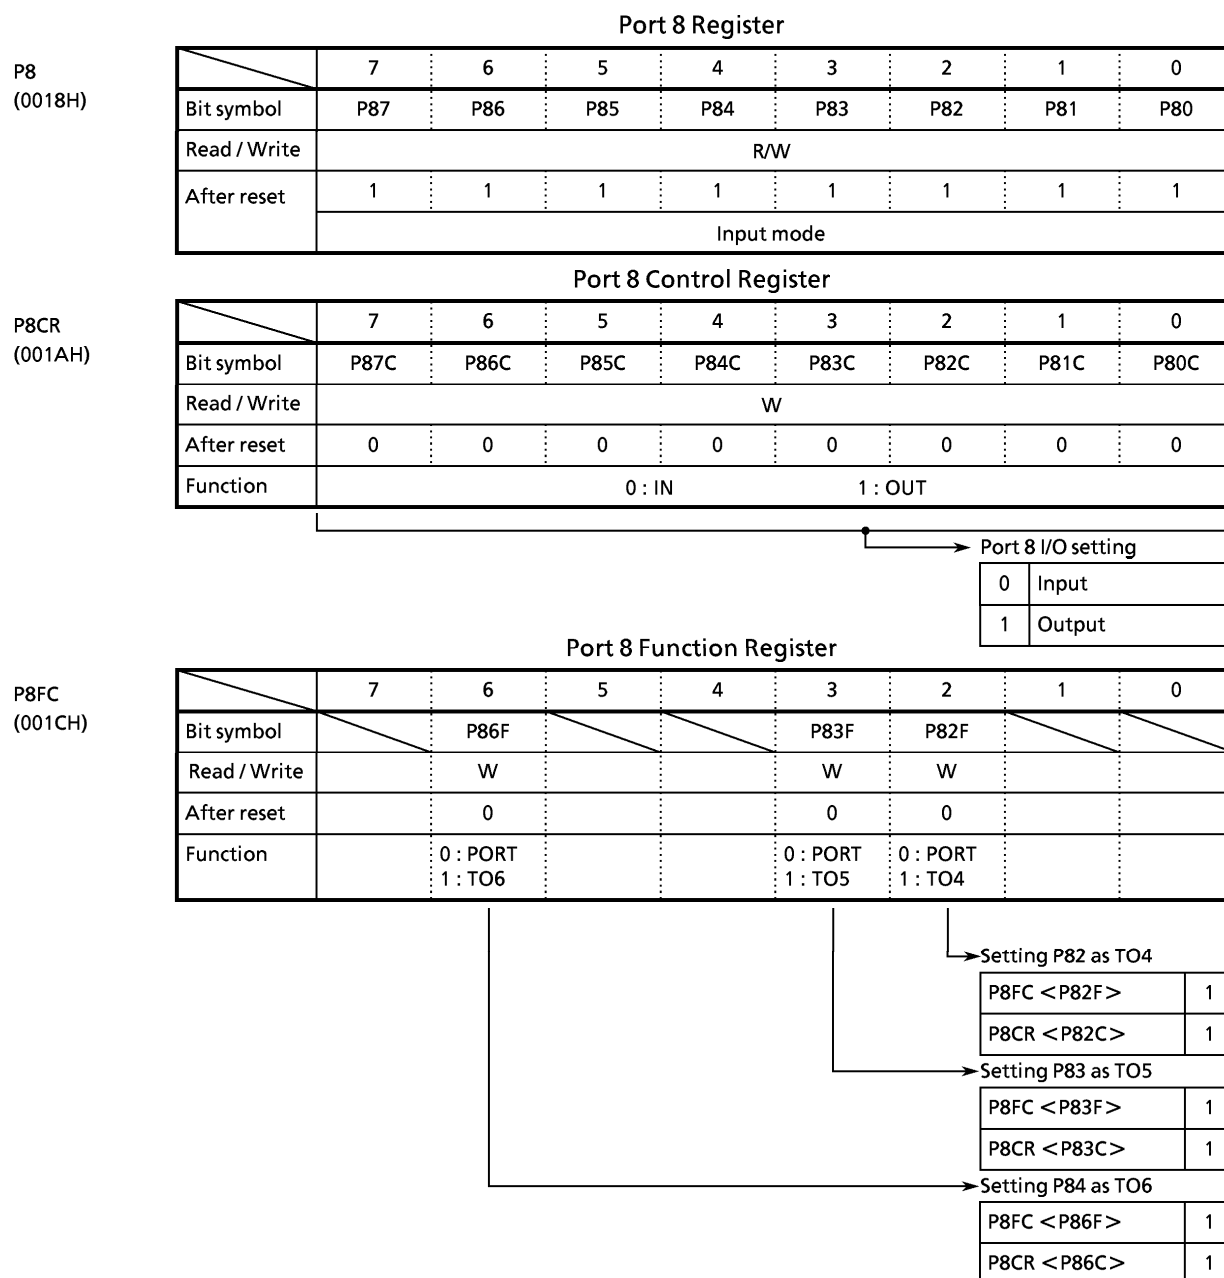 Port 8 Register
P8
(0018H)
7 6 5 4 3 2 1 0
Bit symbol P87 P86 P85 P84 P83 P82 P81 P80
Read / Write R/W
After reset 1 1 1 1 1 1 1 1
Input mode
Port 8 Control Register
P8CR
(001AH)
7 6 5 4 3 2 1 0
Bit symbol P87C P86C P85C P84C P83C P82C P81C P80C
Read / Write W
After reset 0 0 0 0 0 0 0 0
Function 0 : IN 1 : OUT
Port 8 I/O setting
0 Input
1 Output
Port 8 Function Register
P8FC
(001CH)
7 6 5 4 3 2 1 0
Bit symbol P86F P83F P82F
Read / Write W W W
After reset 0 0 0
Function 0 : PORT 0 : PORT 0 : PORT
1 : TO6 1 : TO5 1 : TO4
Setting P82 as TO4
P8FC <P82F> 1
P8CR <P82C> 1
Setting P83 as TO5
P8FC <P83F> 1
P8CR <P83C> 1
Setting P84 as TO6
P8FC <P86F> 1
P8CR <P86C> 1